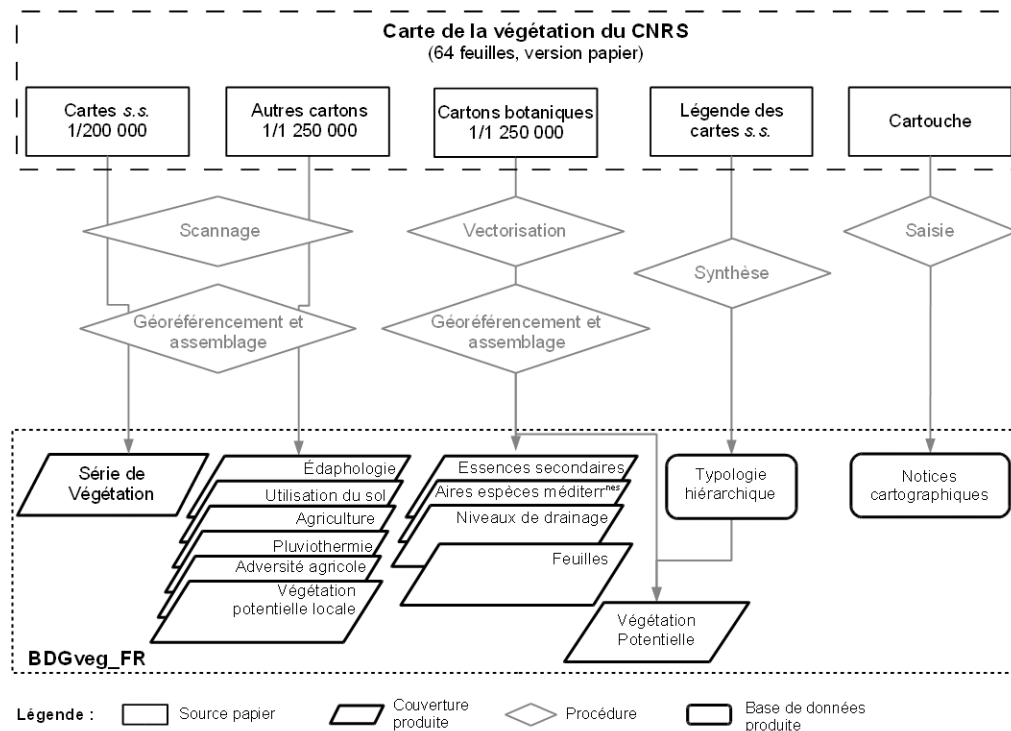 Carte de la végétation du CNRS
(64 feuilles, version papier)
Cartes s.s.
1/200 000
Autres cartons
1/1 250 000
Cartons botaniques
1/1 250 000
Légende des
cartes s.s.
Cartouche
Scannage
Vectorisation
Saisie
Synthèse
Géoréférencement et
assemblage
Géoréférencement et
assemblage
Série de
Végétation
Édaphologie
Utilisation du sol
Agriculture
Pluviothermie
Adversité agricole
Végétation
potentielle locale
Essences secondaires
Aires espèces méditerrⁿᵉˢ
Niveaux de drainage
Feuilles
Typologie
hiérarchique
Notices
cartographiques
Végétation
Potentielle
BDGveg_FR
Légende :
Source papier
Couverture
produite
Procédure
Base de données
produite